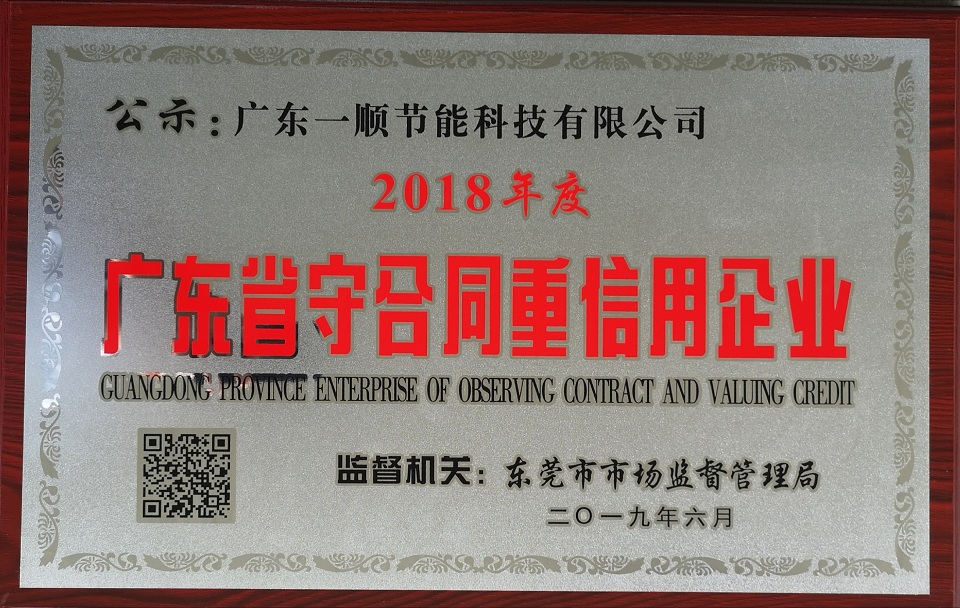 公示：广东一顺节能科技有限公司
2018年度
广东省守合同重信用企业
GUANGDONG PROVINCE ENTERPRISE OF OBSERVING CONTRACT AND VALUING CREDIT
监督机关：东莞市市场监督管理局
二〇一九年六月